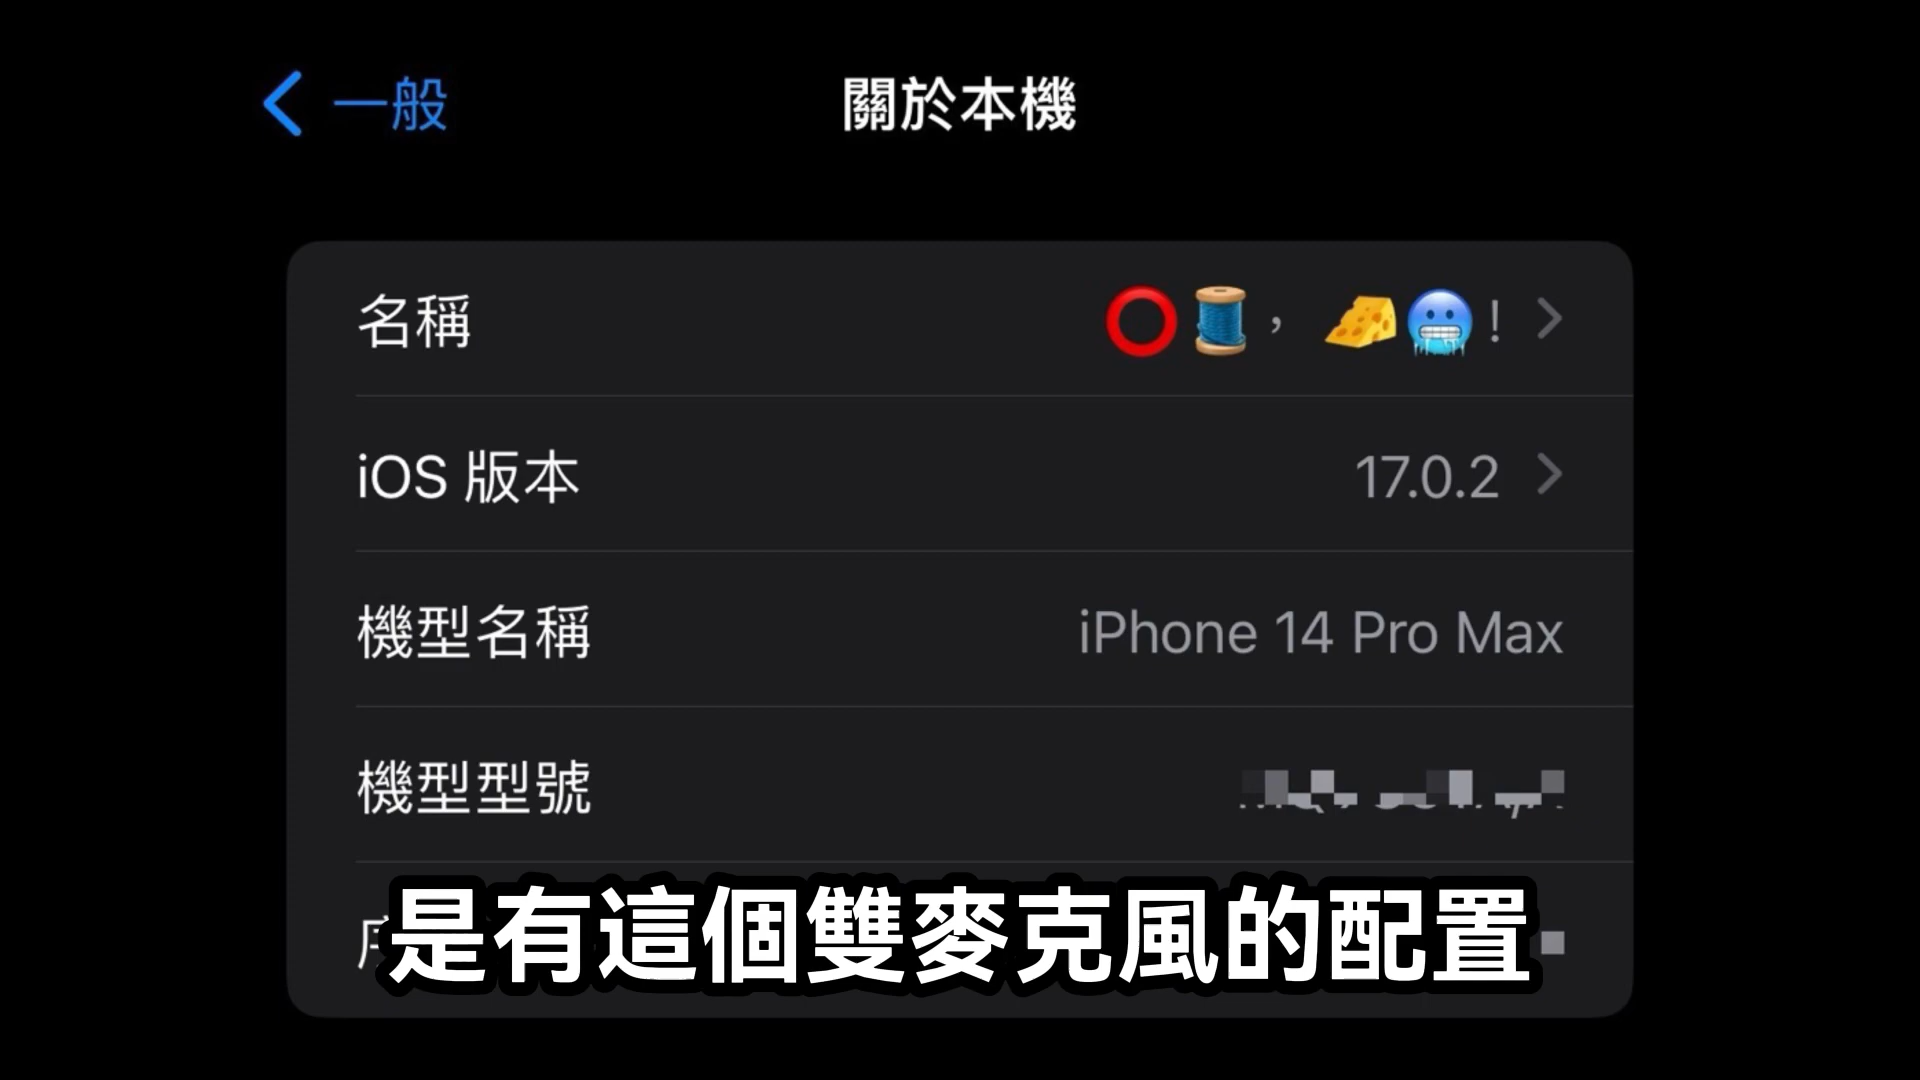 一般
關於本機
名稱 ⭕🧵， 🧀🥶！
iOS 版本 17.0.2
機型名稱 iPhone 14 Pro Max
機型型號
是有這個雙麥克風的配置